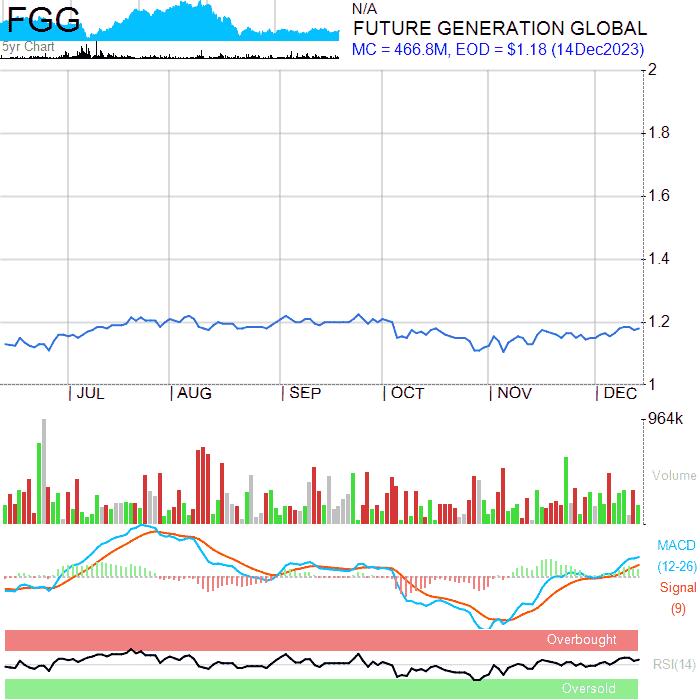 FGG
5yr Chart
N/A
FUTURE GENERATION GLOBAL
MC = 466.8M, EOD = $1.18 (14Dec2023)
2
1.8
1.6
1.4
1.2
1
JUL AUG SEP OCT NOV DEC
964k
Volume
MACD
(12-26)
Signal
(9)
Overbought
RSI(14)
Oversold